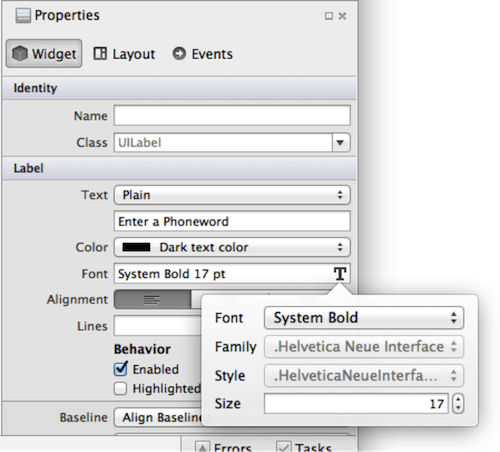 Properties
Widget Layout Events
Identity
Name
Class UILabel
Label
Text Plain
Enter a Phoneword
Color Dark text color
Font System Bold 17 pt T
Alignment
Font System Bold
Lines
Family .Helvetica Neue Interface
Behavior
Enabled
Style .HelveticaNeueInterfa...
Highlighted
Size 17
Baseline Align Baselin
Errors Tasks